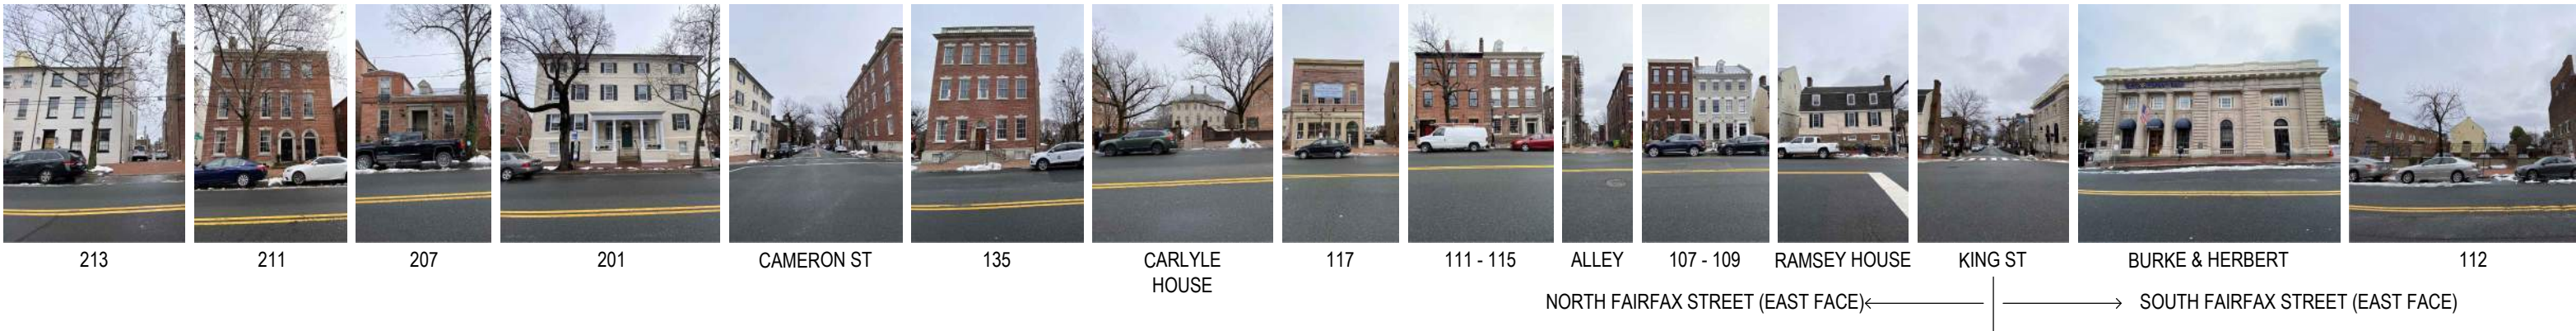 213
211
207
201
CAMERON ST
135
CARLYLE
HOUSE
117
111 - 115
ALLEY
107 - 109
RAMSEY HOUSE
KING ST
BURKE & HERBERT
112
NORTH FAIRFAX STREET (EAST FACE)
SOUTH FAIRFAX STREET (EAST FACE)